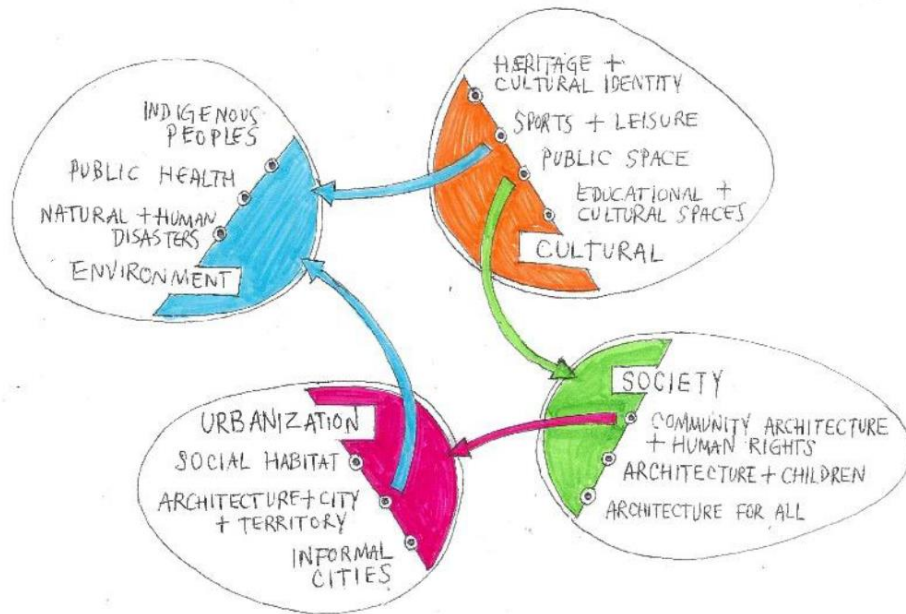 INDIGENOUS
PEOPLES
PUBLIC HEALTH
NATURAL + HUMAN
DISASTERS
ENVIRONMENT
HERITAGE +
CULTURAL IDENTITY
SPORTS + LEISURE
PUBLIC SPACE
EDUCATIONAL +
CULTURAL SPACES
CULTURAL
URBANIZATION
SOCIAL HABITAT
ARCHITECTURE + CITY
+ TERRITORY
INFORMAL
CITIES
SOCIETY
COMMUNITY ARCHITECTURE
+ HUMAN RIGHTS
ARCHITECTURE + CHILDREN
ARCHITECTURE FOR ALL